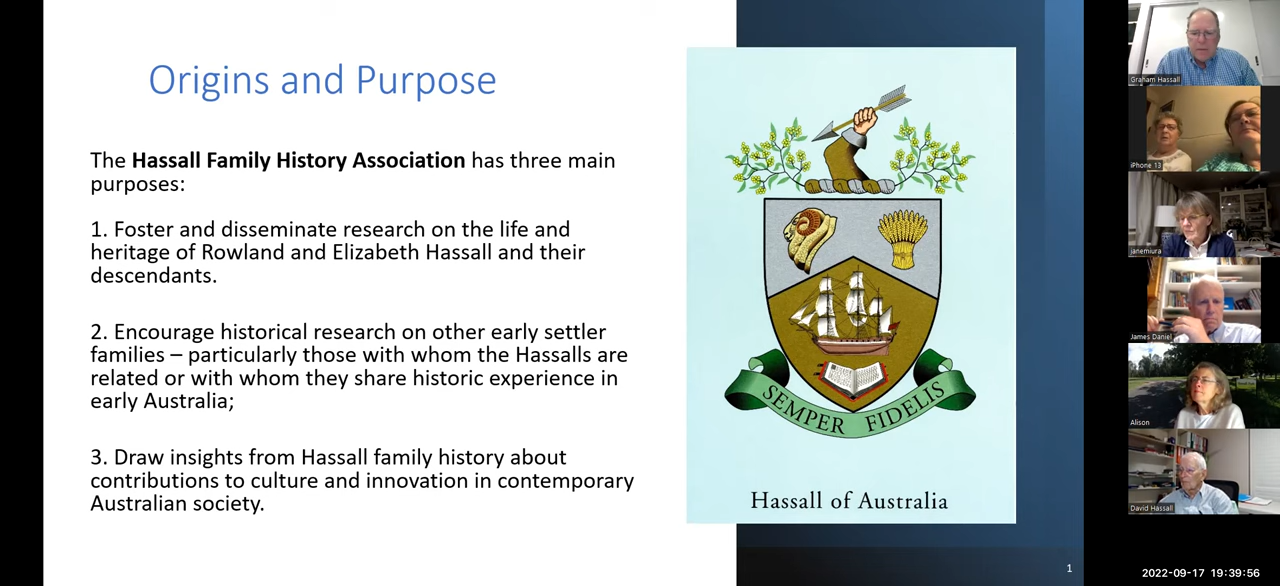 Origins and Purpose
The Hassall Family History Association has three main
purposes:
1. Foster and disseminate research on the life and
heritage of Rowland and Elizabeth Hassall and their
descendants.
2. Encourage historical research on other early settler
families – particularly those with whom the Hassalls are
related or with whom they share historic experience in
early Australia;
3. Draw insights from Hassall family history about
contributions to culture and innovation in contemporary
Australian society.
SEMPER FIDELIS
Hassall of Australia
1
Graham Hassall
iPhone 13
janemiura
James Daniel
Alison
David Hassall
2022-09-17 19:39:56